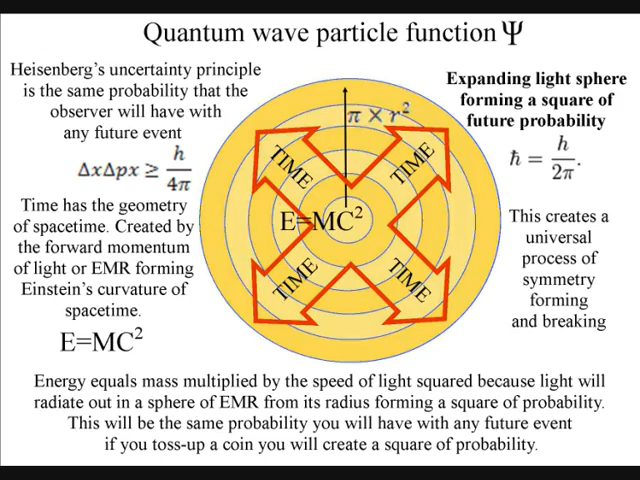 Quantum wave particle function Ψ
Heisenberg's uncertainty principle
is the same probability that the
observer will have with
any future event
ΔxΔpx ≥ h/4π
Time has the geometry
of spacetime. Created by
the forward momentum
of light or EMR forming
Einstein's curvature of
spacetime.
E=MC²
π × r²
TIME
TIME
E=MC²
TIME
TIME
Expanding light sphere
forming a square of
future probability
ħ = h/2π.
This creates a
universal
process of
symmetry
forming
and breaking
Energy equals mass multiplied by the speed of light squared because light will
radiate out in a sphere of EMR from its radius forming a square of probability.
This will be the same probability you will have with any future event
if you toss-up a coin you will create a square of probability.